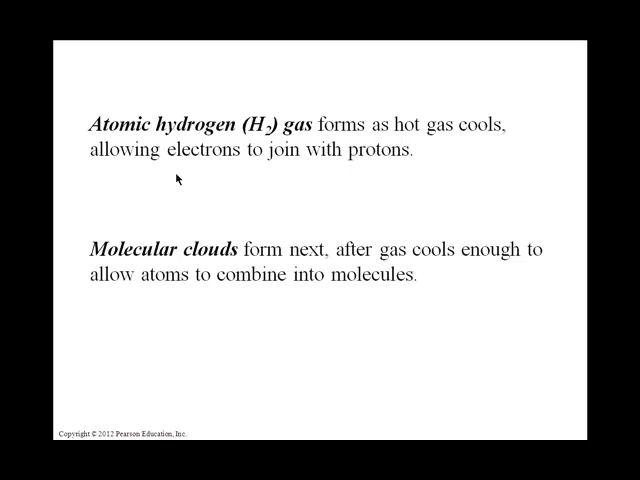 Atomic hydrogen (H₂) gas forms as hot gas cools,
allowing electrons to join with protons.
Molecular clouds form next, after gas cools enough to
allow atoms to combine into molecules.
Copyright © 2012 Pearson Education, Inc.